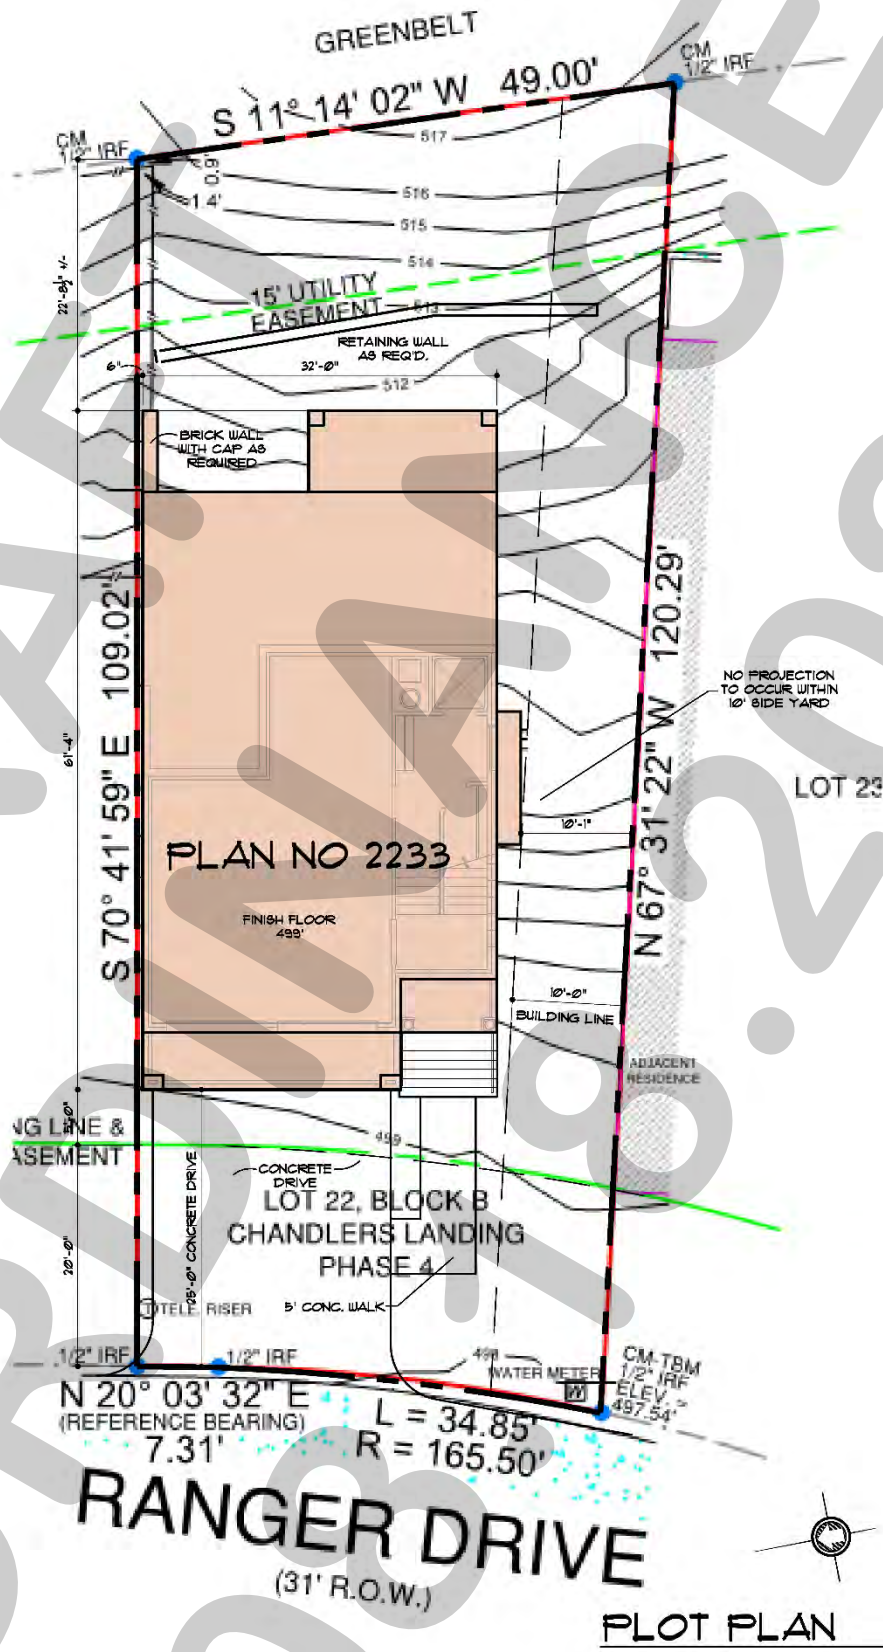 GREENBELT
CM
1/2" IRF
S 11° 14' 02" W 49.00'
CM
1/2" IRF
0.9'
1.4'
517
516
515
514
513
512
22'-8½" +/-
15' UTILITY
EASEMENT
RETAINING WALL
AS REQ'D.
6"
32'-0"
BRICK WALL
WITH CAP AS
REQUIRED
S 70° 41' 59" E 109.02'
61'-4"
N 67° 31' 22" W 120.29'
NO PROJECTION
TO OCCUR WITHIN
10' SIDE YARD
LOT 23
10'-1"
PLAN NO 2233
FINISH FLOOR
499'
10'-0"
BUILDING LINE
ADJACENT
RESIDENCE
NG LINE &
ASEMENT
499
CONCRETE
DRIVE
25'-0" CONCRETE DRIVE
20'-0"
LOT 22, BLOCK B
CHANDLERS LANDING
PHASE 4
5' CONC. WALK
T TELE. RISER
1/2" IRF
1/2" IRF
498
WATER METER
W
CM-TBM
1/2" IRF
ELEV.
497.54'
N 20° 03' 32" E
(REFERENCE BEARING)
7.31'
L = 34.85'
R = 165.50'
RANGER DRIVE
(31' R.O.W.)
PLOT PLAN